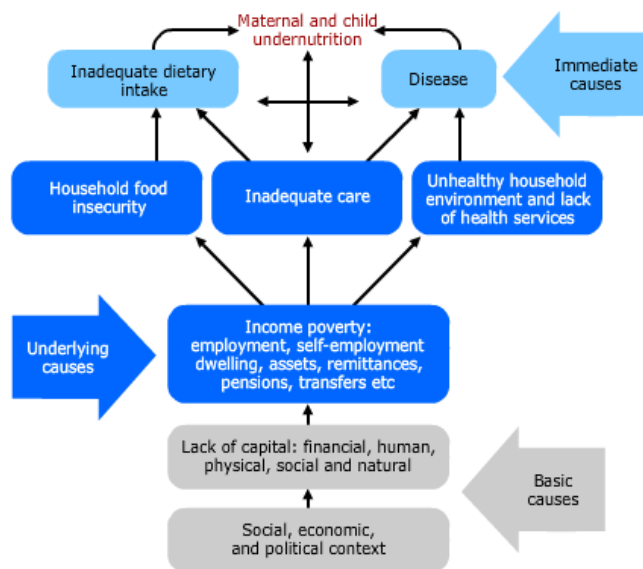 Maternal and child
undernutrition
Inadequate dietary
intake
Disease
Immediate
causes
Household food
insecurity
Inadequate care
Unhealthy household
environment and lack
of health services
Underlying
causes
Income poverty:
employment, self-employment
dwelling, assets, remittances,
pensions, transfers etc
Lack of capital: financial, human,
physical, social and natural
Basic
causes
Social, economic,
and political context